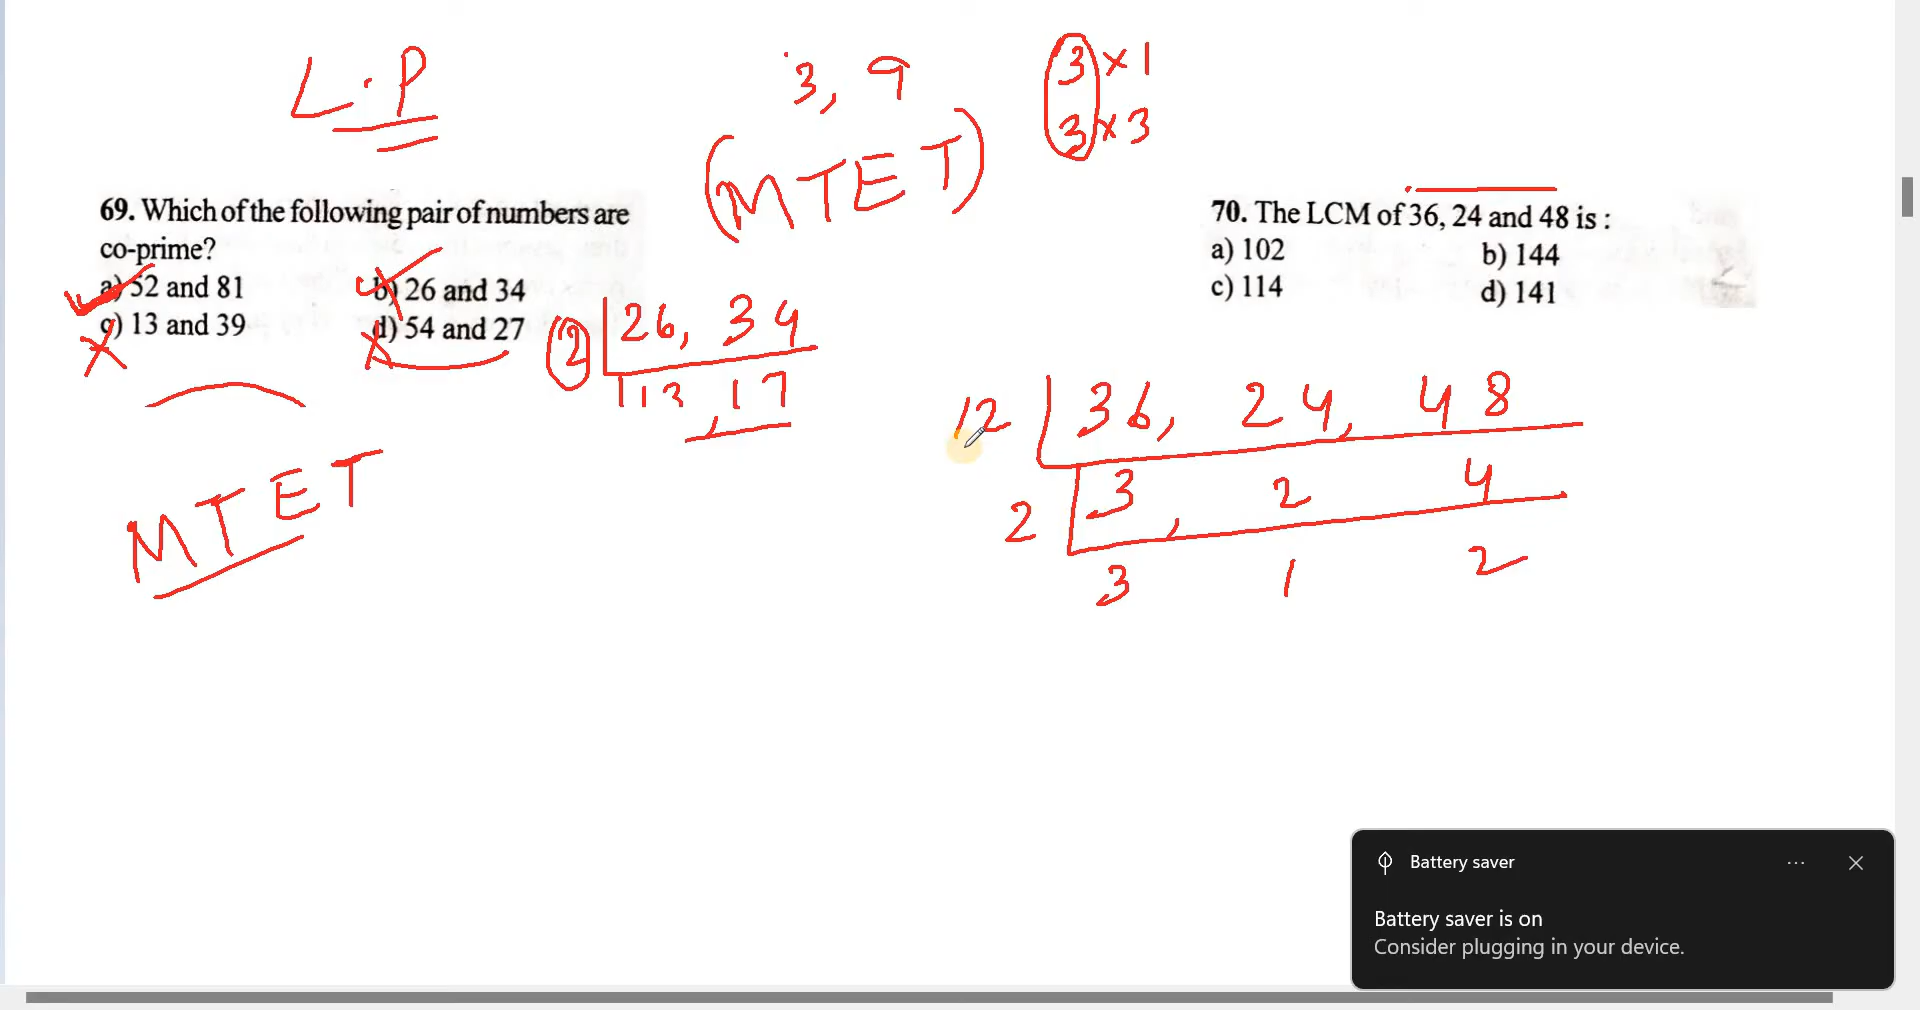 L.P
3, 9
3 × 1
3 × 3
(MTET)
69. Which of the following pair of numbers are
co-prime?
a) 52 and 81
b) 26 and 34
c) 13 and 39
d) 54 and 27
2 26, 34
13, 17
MTET
70. The LCM of 36, 24 and 48 is :
a) 102
b) 144
c) 114
d) 141
12 36, 24, 48
2 3, 2 4
3 1 2
Battery saver
Battery saver is on
Consider plugging in your device.